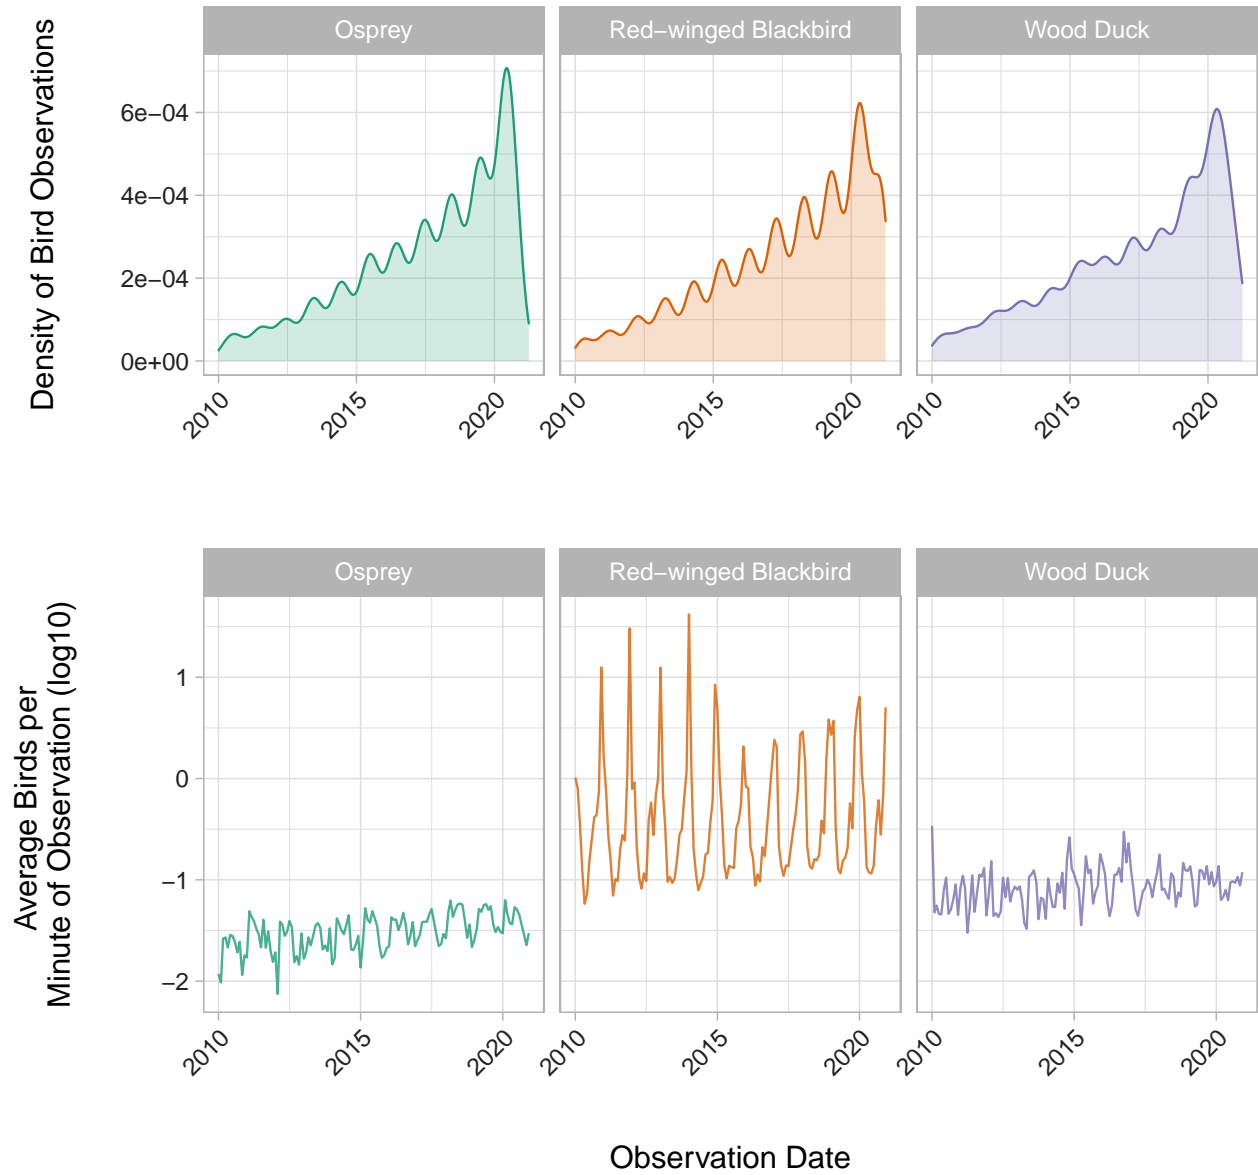 Osprey
Red−winged Blackbird
Wood Duck
Density of Bird Observations
6e−04
4e−04
2e−04
0e+00
2010
2015
2020
2010
2015
2020
2010
2015
2020
Osprey
Red−winged Blackbird
Wood Duck
Average Birds per
Minute of Observation (log10)
1
0
−1
−2
2010
2015
2020
2010
2015
2020
2010
2015
2020
Observation Date